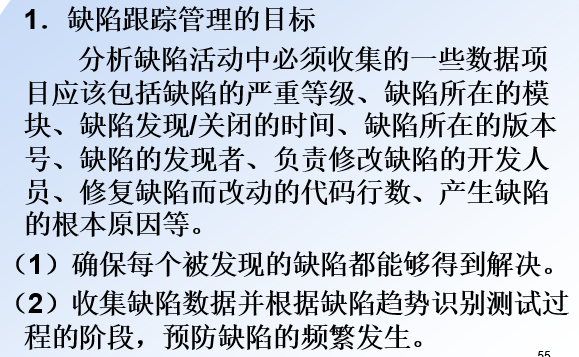 1．缺陷跟踪管理的目标
分析缺陷活动中必须收集的一些数据项
目应该包括缺陷的严重等级、缺陷所在的模
块、缺陷发现/关闭的时间、缺陷所在的版本
号、缺陷的发现者、负责修改缺陷的开发人
员、修复缺陷而改动的代码行数、产生缺陷
的根本原因等。
（1）确保每个被发现的缺陷都能够得到解决。
（2）收集缺陷数据并根据缺陷趋势识别测试过
程的阶段，预防缺陷的频繁发生。
55